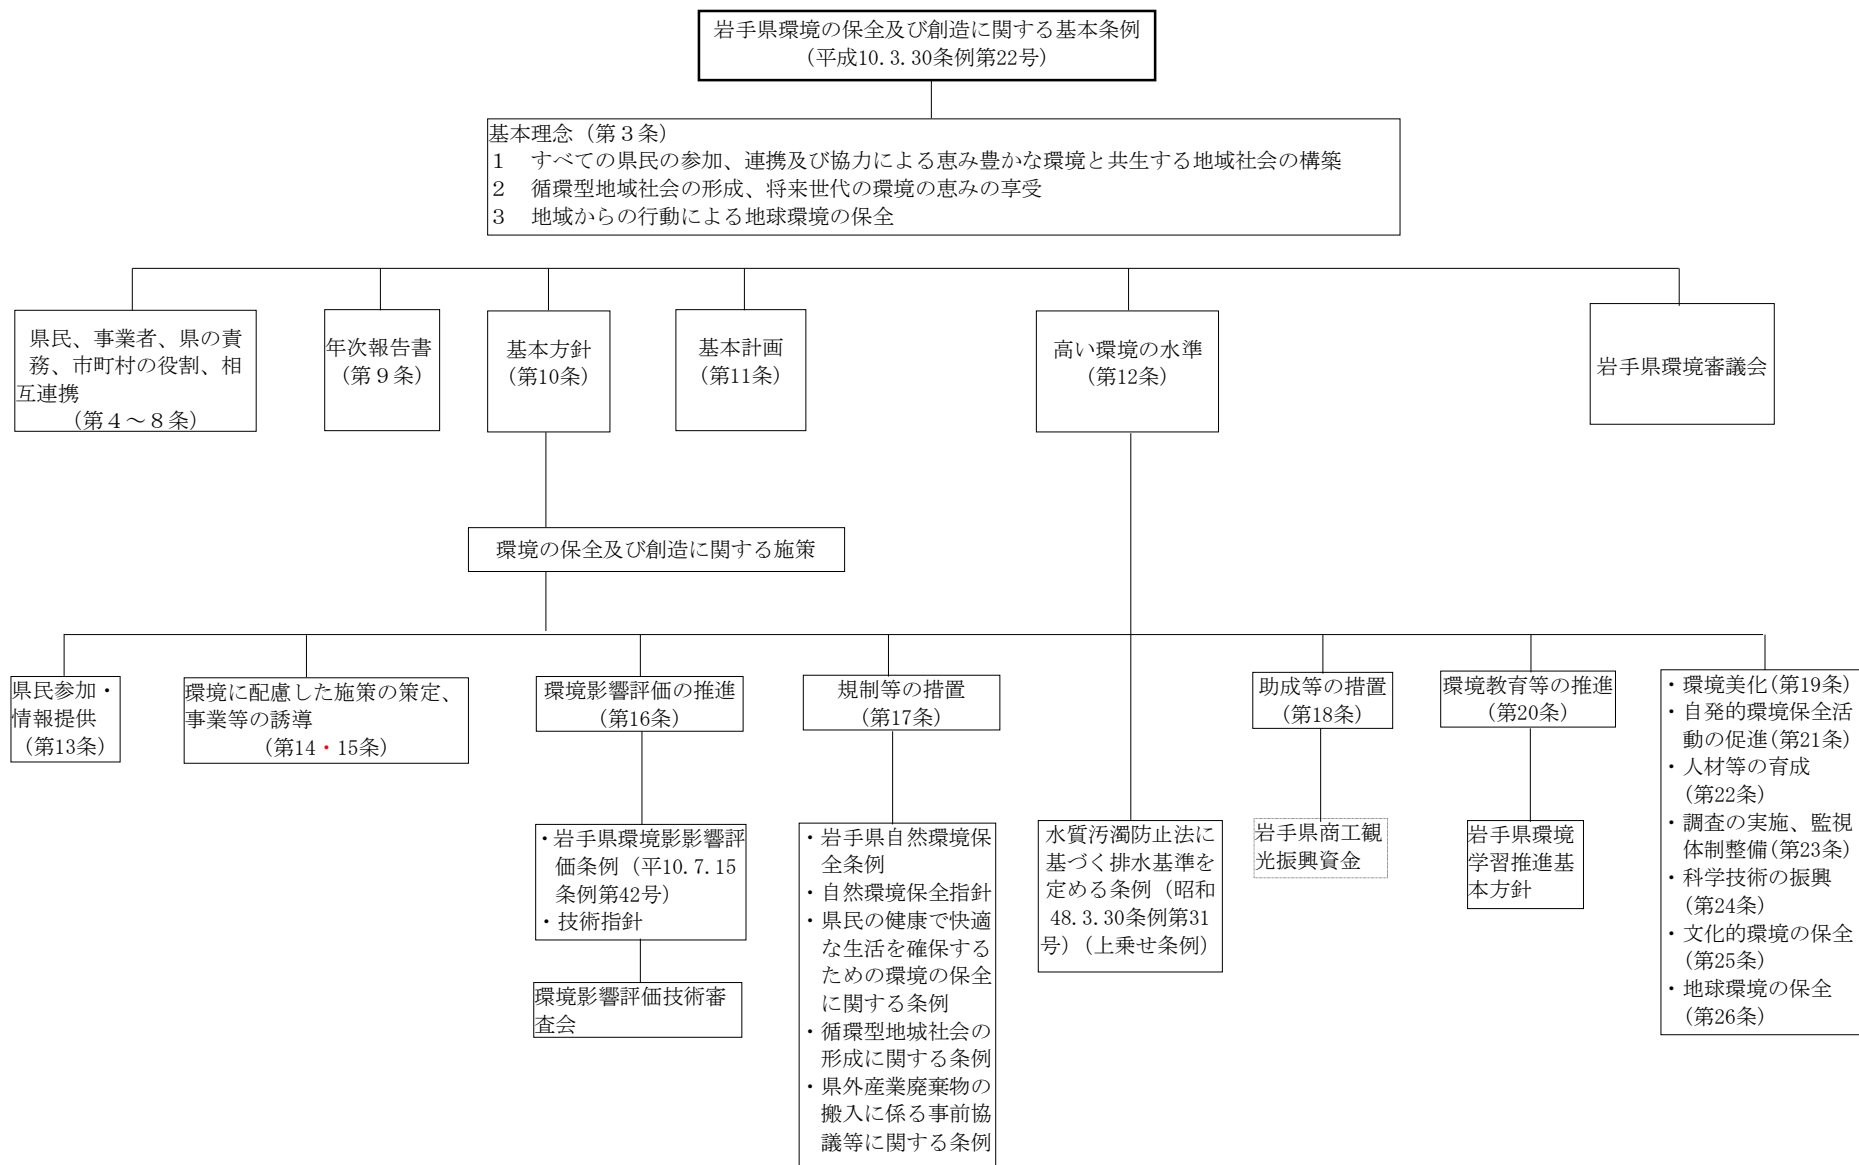 岩手県環境の保全及び創造に関する基本条例
(平成10.3.30条例第22号)
基本理念（第３条）
１　すべての県民の参加、連携及び協力による恵み豊かな環境と共生する地域社会の構築
２　循環型地域社会の形成、将来世代の環境の恵みの享受
３　地域からの行動による地球環境の保全
県民、事業者、県の責
務、市町村の役割、相
互連携
（第４～８条）
年次報告書
（第９条）
基本方針
(第10条)
基本計画
(第11条)
高い環境の水準
(第12条)
岩手県環境審議会
環境の保全及び創造に関する施策
県民参加・
情報提供
(第13条)
環境に配慮した施策の策定、
事業等の誘導
(第14・15条)
環境影響評価の推進
(第16条)
規制等の措置
(第17条)
助成等の措置
(第18条)
環境教育等の推進
(第20条)
・環境美化(第19条)
・自発的環境保全活
動の促進(第21条)
・人材等の育成
(第22条)
・調査の実施、監視
体制整備(第23条)
・科学技術の振興
(第24条)
・文化的環境の保全
(第25条)
・地球環境の保全
(第26条)
・岩手県環境影影響評
価条例（平10.7.15
条例第42号）
・技術指針
環境影響評価技術審
査会
・岩手県自然環境保
全条例
・自然環境保全指針
・県民の健康で快適
な生活を確保する
ための環境の保全
に関する条例
・循環型地城社会の
形成に関する条例
・県外産業廃棄物の
搬入に係る事前協
議等に関する条例
水質汚濁防止法に
基づく排水基準を
定める条例（昭和
48.3.30条例第31
号）（上乗せ条例）
岩手県商工観
光振興資金
岩手県環境
学習推進基
本方針